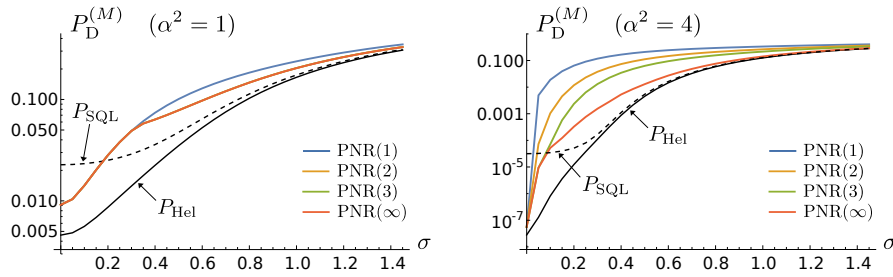 P_D^(M) (α² = 1)
0.100
0.050
0.010
0.005
P_SQL
P_Hel
PNR(1)
PNR(2)
PNR(3)
PNR(∞)
0.2 0.4 0.6 0.8 1.0 1.2 1.4 σ
P_D^(M) (α² = 4)
0.100
0.001
10⁻⁵
10⁻⁷
P_Hel
P_SQL
PNR(1)
PNR(2)
PNR(3)
PNR(∞)
0.2 0.4 0.6 0.8 1.0 1.2 1.4 σ